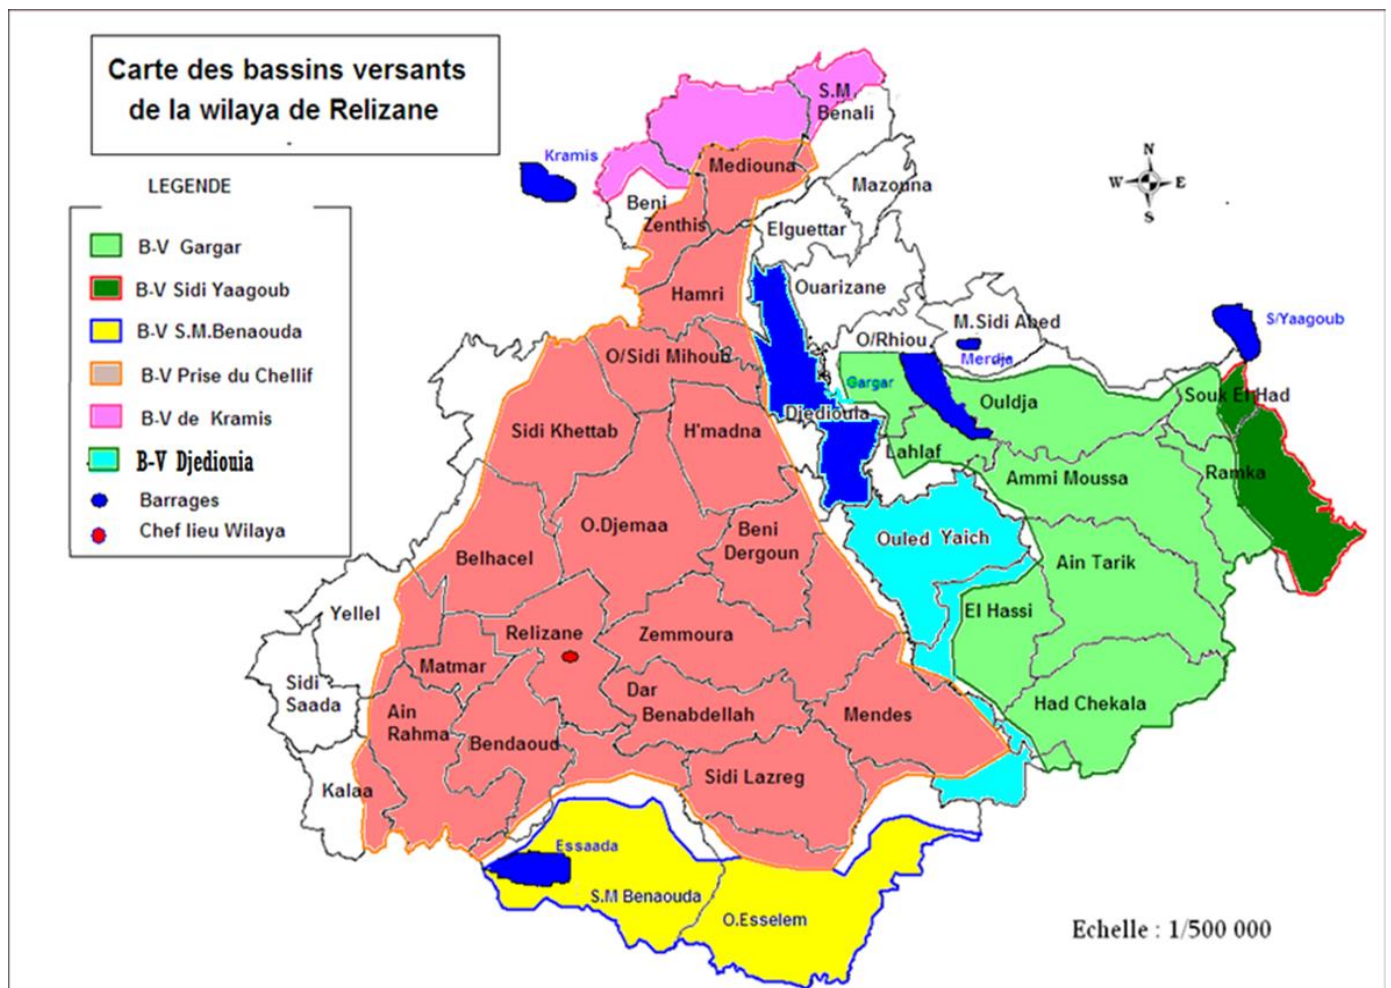 Carte des bassins versants
de la wilaya de Relizane
LEGENDE
B-V Gargar
B-V Sidi Yaagoub
B-V S.M.Benaouda
B-V Prise du Chellif
B-V de Kramis
B-V Djediouia
Barrages
Chef lieu Wilaya
N
W
E
S
Kramis
S.M.
Benali
Mediouna
Mazouna
Beni
Zenthis
Elguettar
Hamri
Ouarizane
S/Yaagoub
M.Sidi Abed
O/Rhiou
Merdja
O/Sidi Mihoub
Gargar
Ouldja
Souk El Had
Djediouia
Sidi Khettab
H'madna
Lahlaf
Ammi Moussa
Ramka
O.Djemaa
Beni
Dergoun
Ouled Yaich
Belhacel
Ain Tarik
Yellel
El Hassi
Relizane
Zemmoura
Matmar
Sidi
Saada
Dar
Benabdellah
Mendes
Had Chekala
Ain
Rahma
Bendaoud
Sidi Lazreg
Kalaa
Essaada
S.M Benaouda
O.Esselem
Echelle : 1/500 000